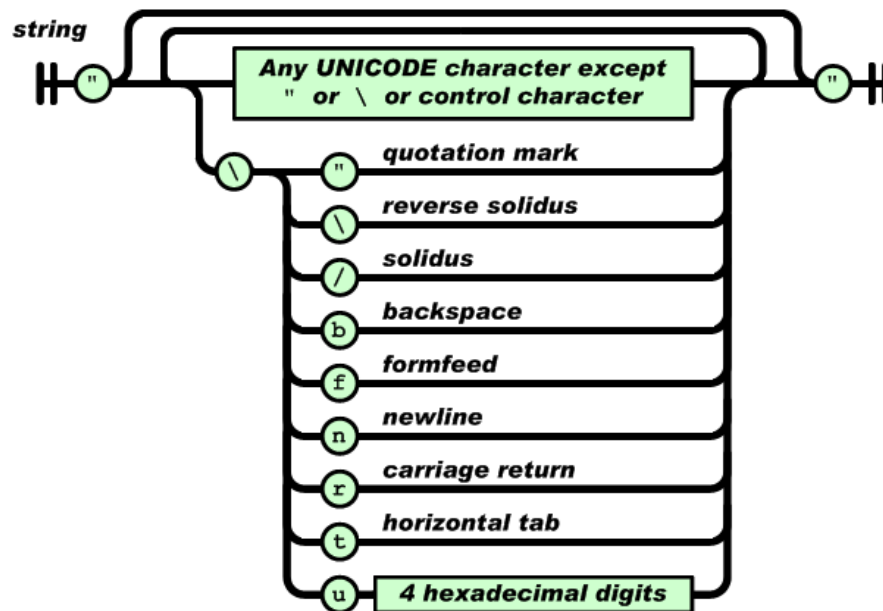 string
" Any UNICODE character except "
" or \ or control character
\ " quotation mark
\ reverse solidus
/ solidus
b backspace
f formfeed
n newline
r carriage return
t horizontal tab
u 4 hexadecimal digits